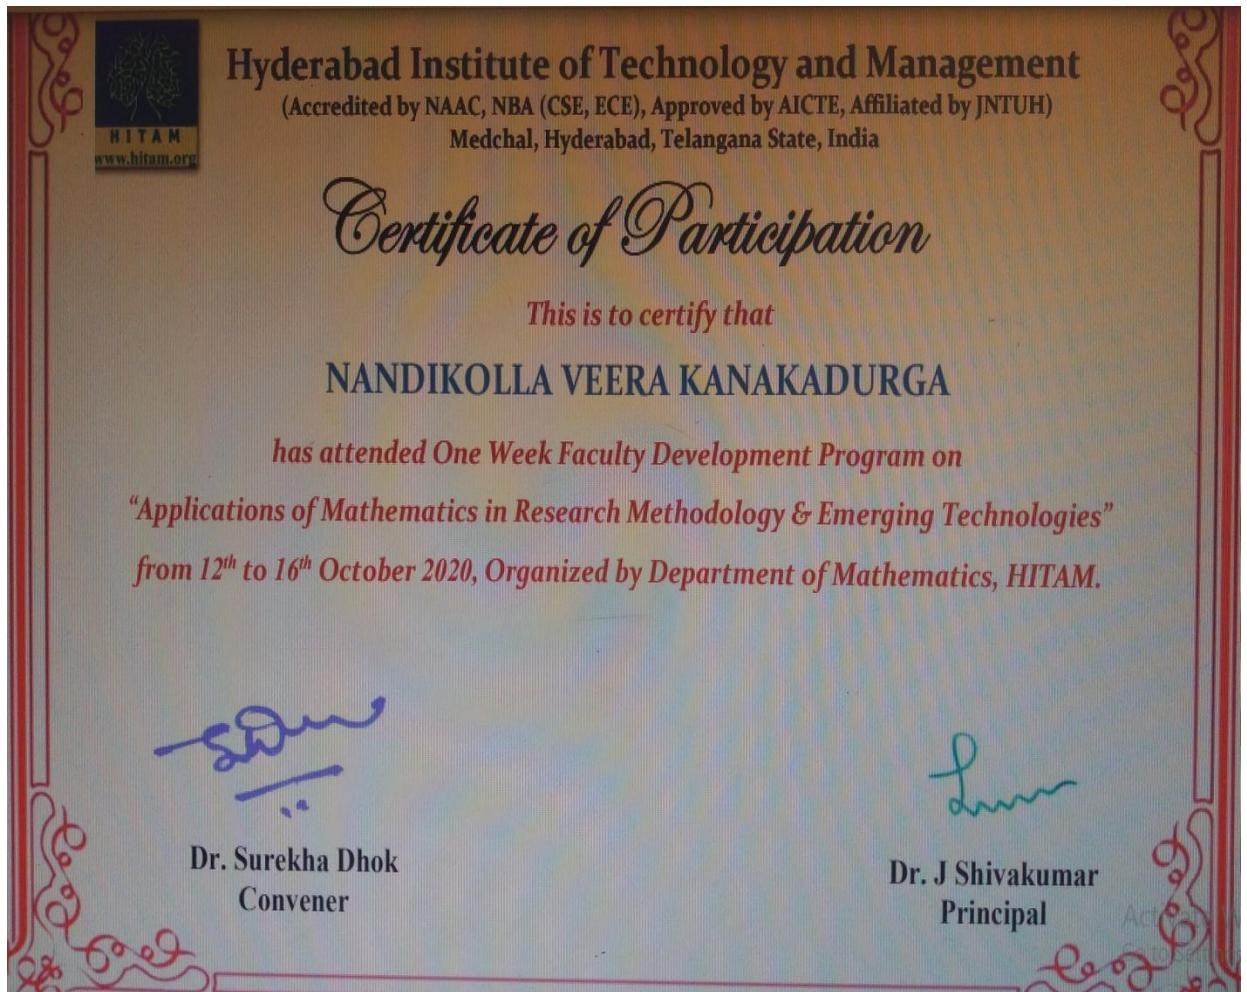 HITAM
www.hitam.org
Hyderabad Institute of Technology and Management
(Accredited by NAAC, NBA (CSE, ECE), Approved by AICTE, Affiliated by JNTUH)
Medchal, Hyderabad, Telangana State, India
Certificate of Participation
This is to certify that
NANDIKOLLA VEERA KANAKADURGA
has attended One Week Faculty Development Program on
“Applications of Mathematics in Research Methodology & Emerging Technologies”
from 12th to 16th October 2020, Organized by Department of Mathematics, HITAM.
Dr. Surekha Dhok
Convener
Dr. J Shivakumar
Principal